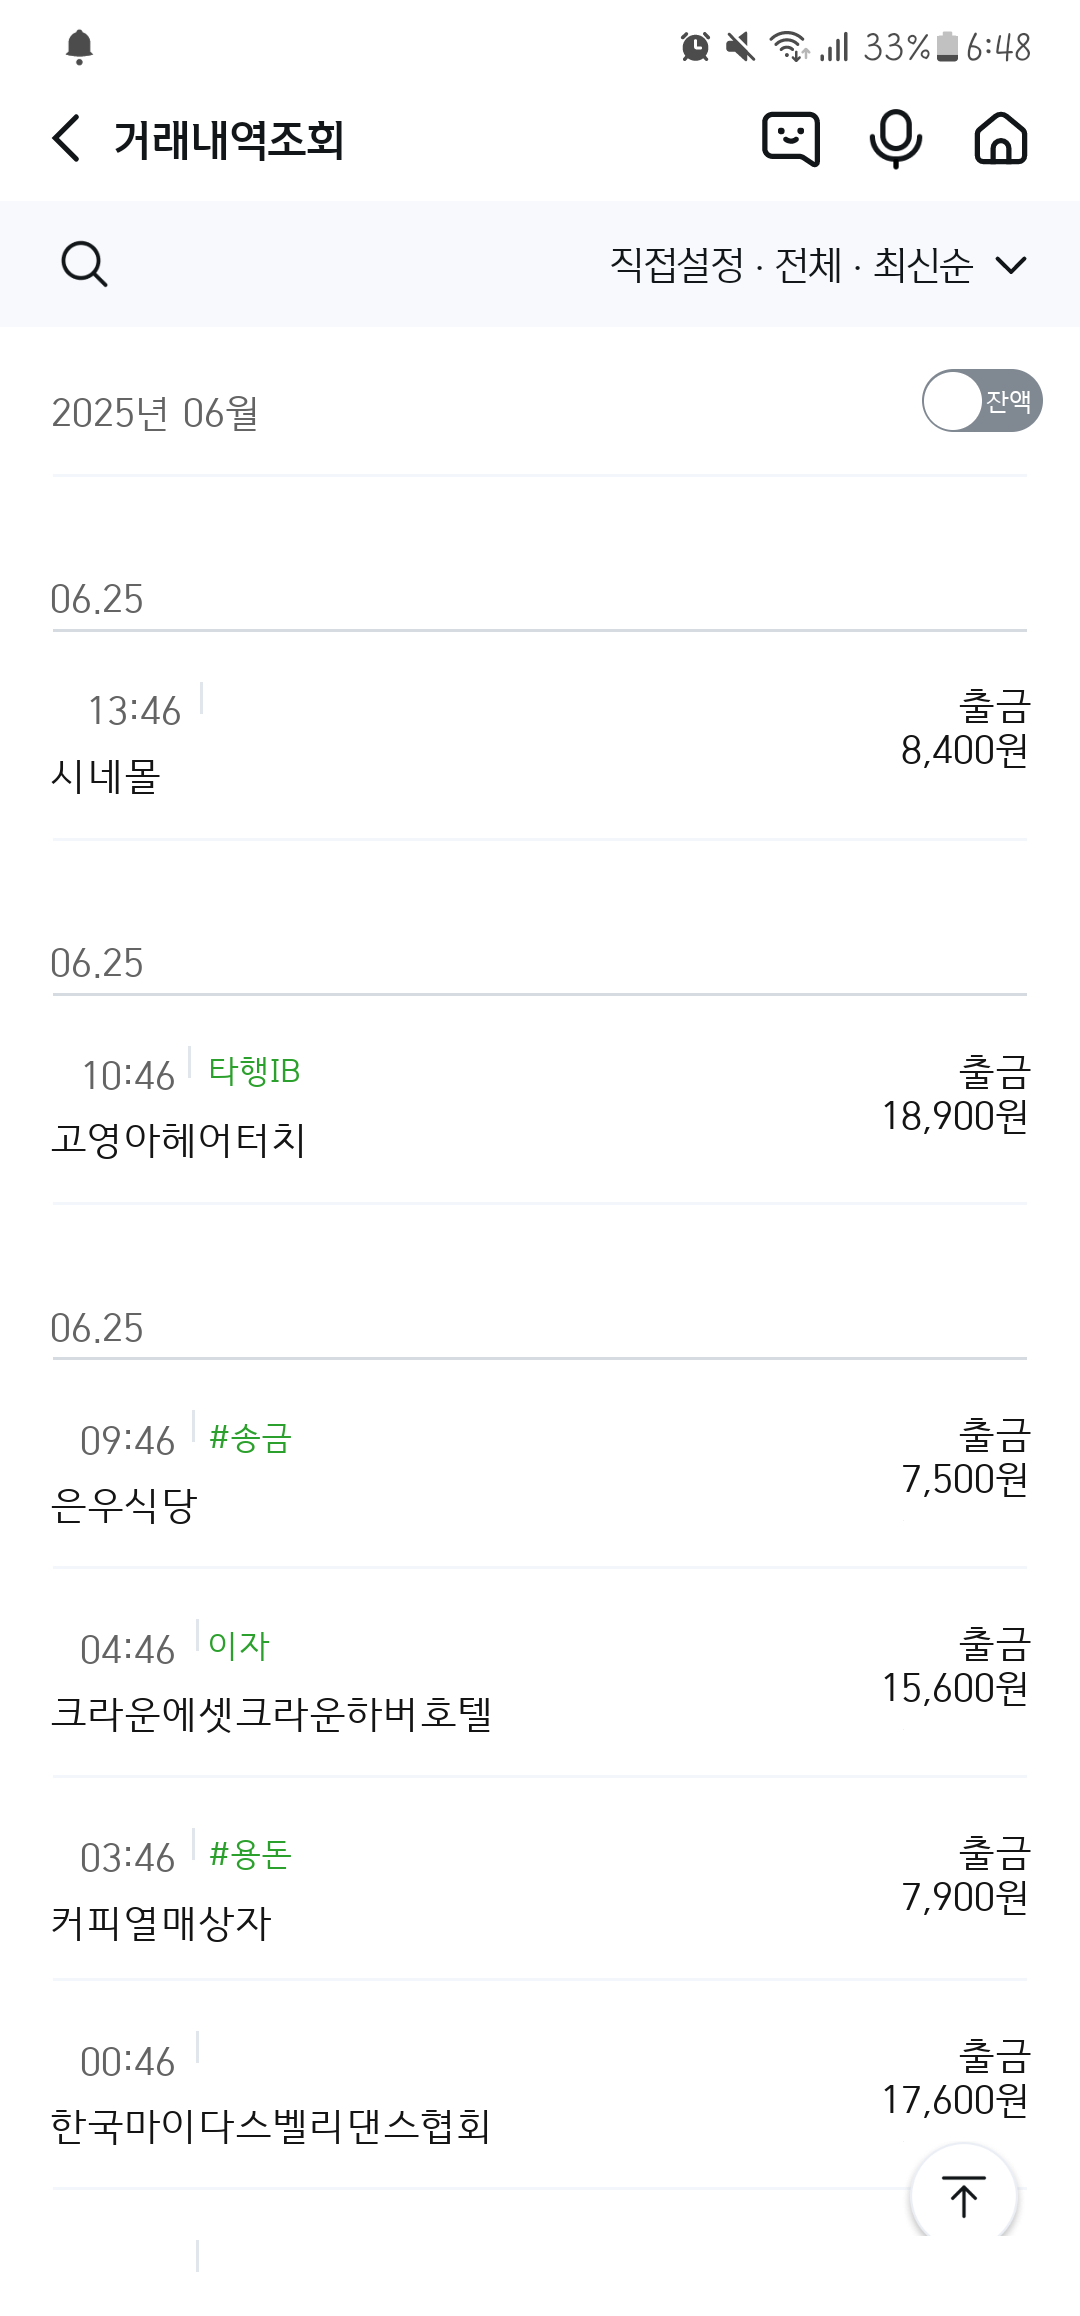 33% 6:48
거래내역조회
직접설정 · 전체 · 최신순
2025년 06월
잔액
06.25
13:46
출금
8,400원
시네몰
06.25
10:46 타행IB
출금
18,900원
고영아헤어터치
06.25
09:46 #송금
출금
7,500원
은우식당
04:46 이자
출금
15,600원
크라운에셋크라운하버호텔
03:46 #용돈
출금
7,900원
커피열매상자
00:46
출금
17,600원
한국마이다스벨리댄스협회